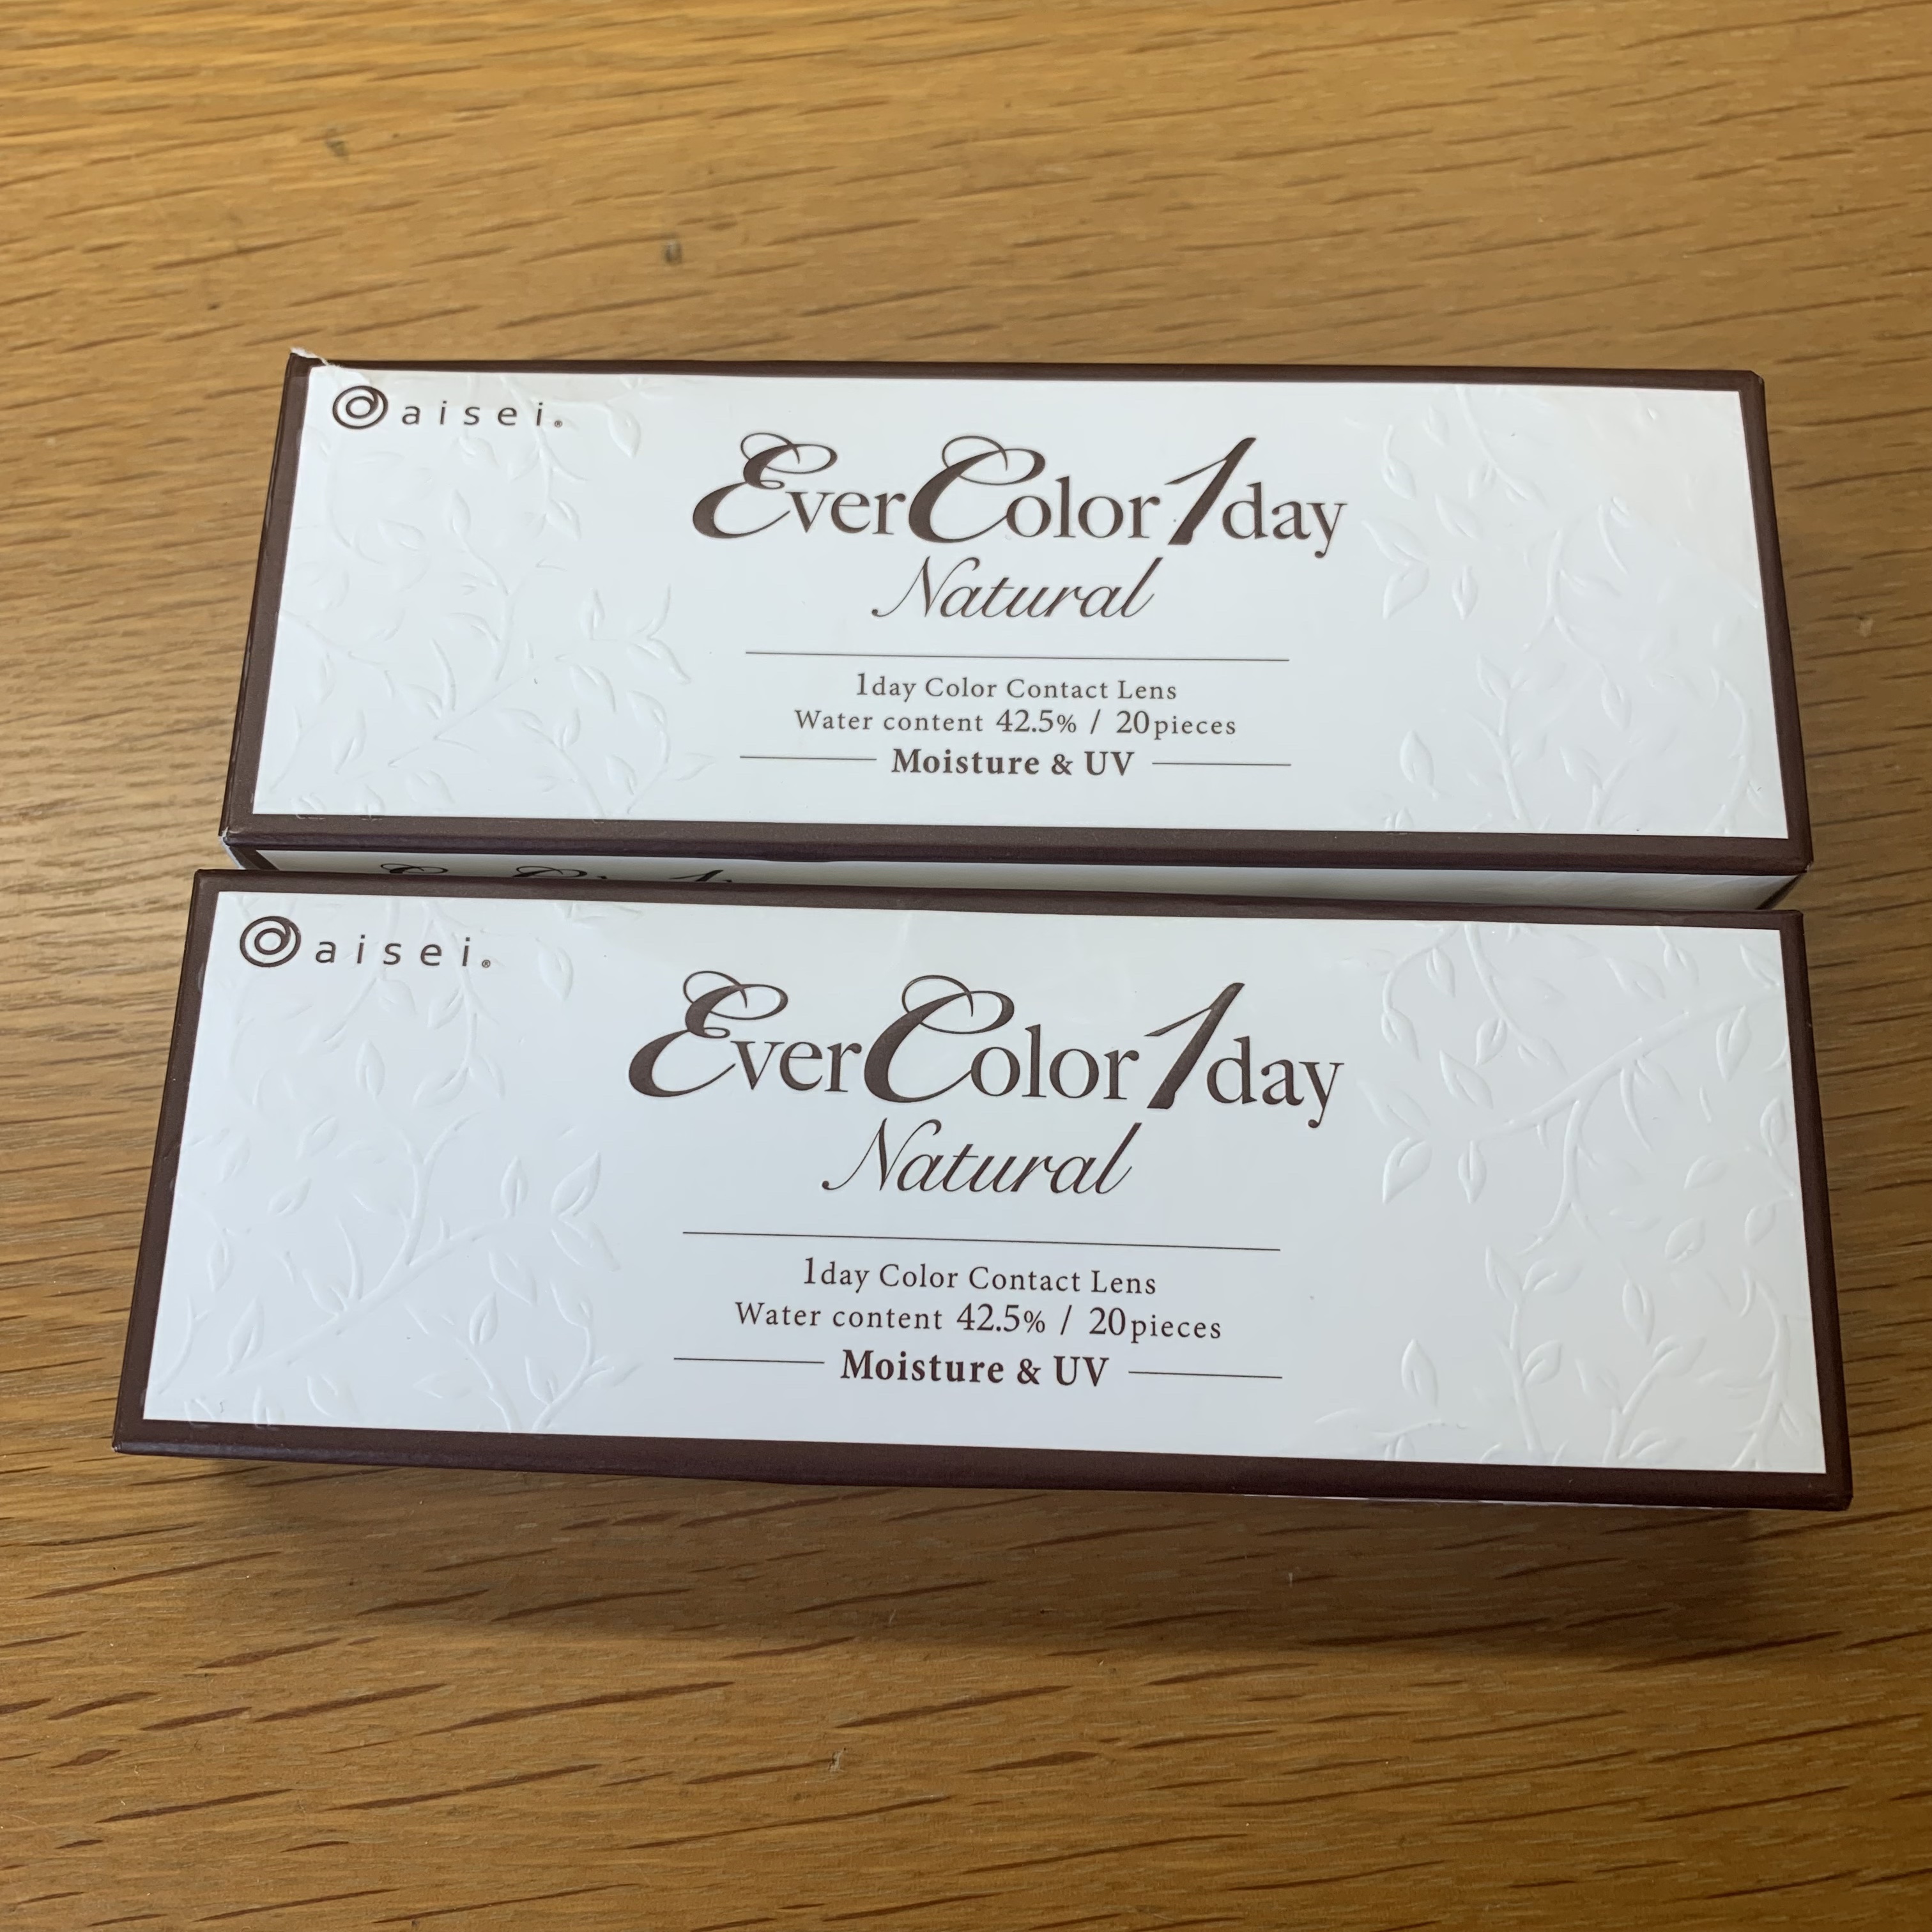 aisei®
EverColor1day
Natural
1day Color Contact Lens
Water content 42.5% / 20pieces
Moisture & UV
aisei®
EverColor1day
Natural
1day Color Contact Lens
Water content 42.5% / 20pieces
Moisture & UV